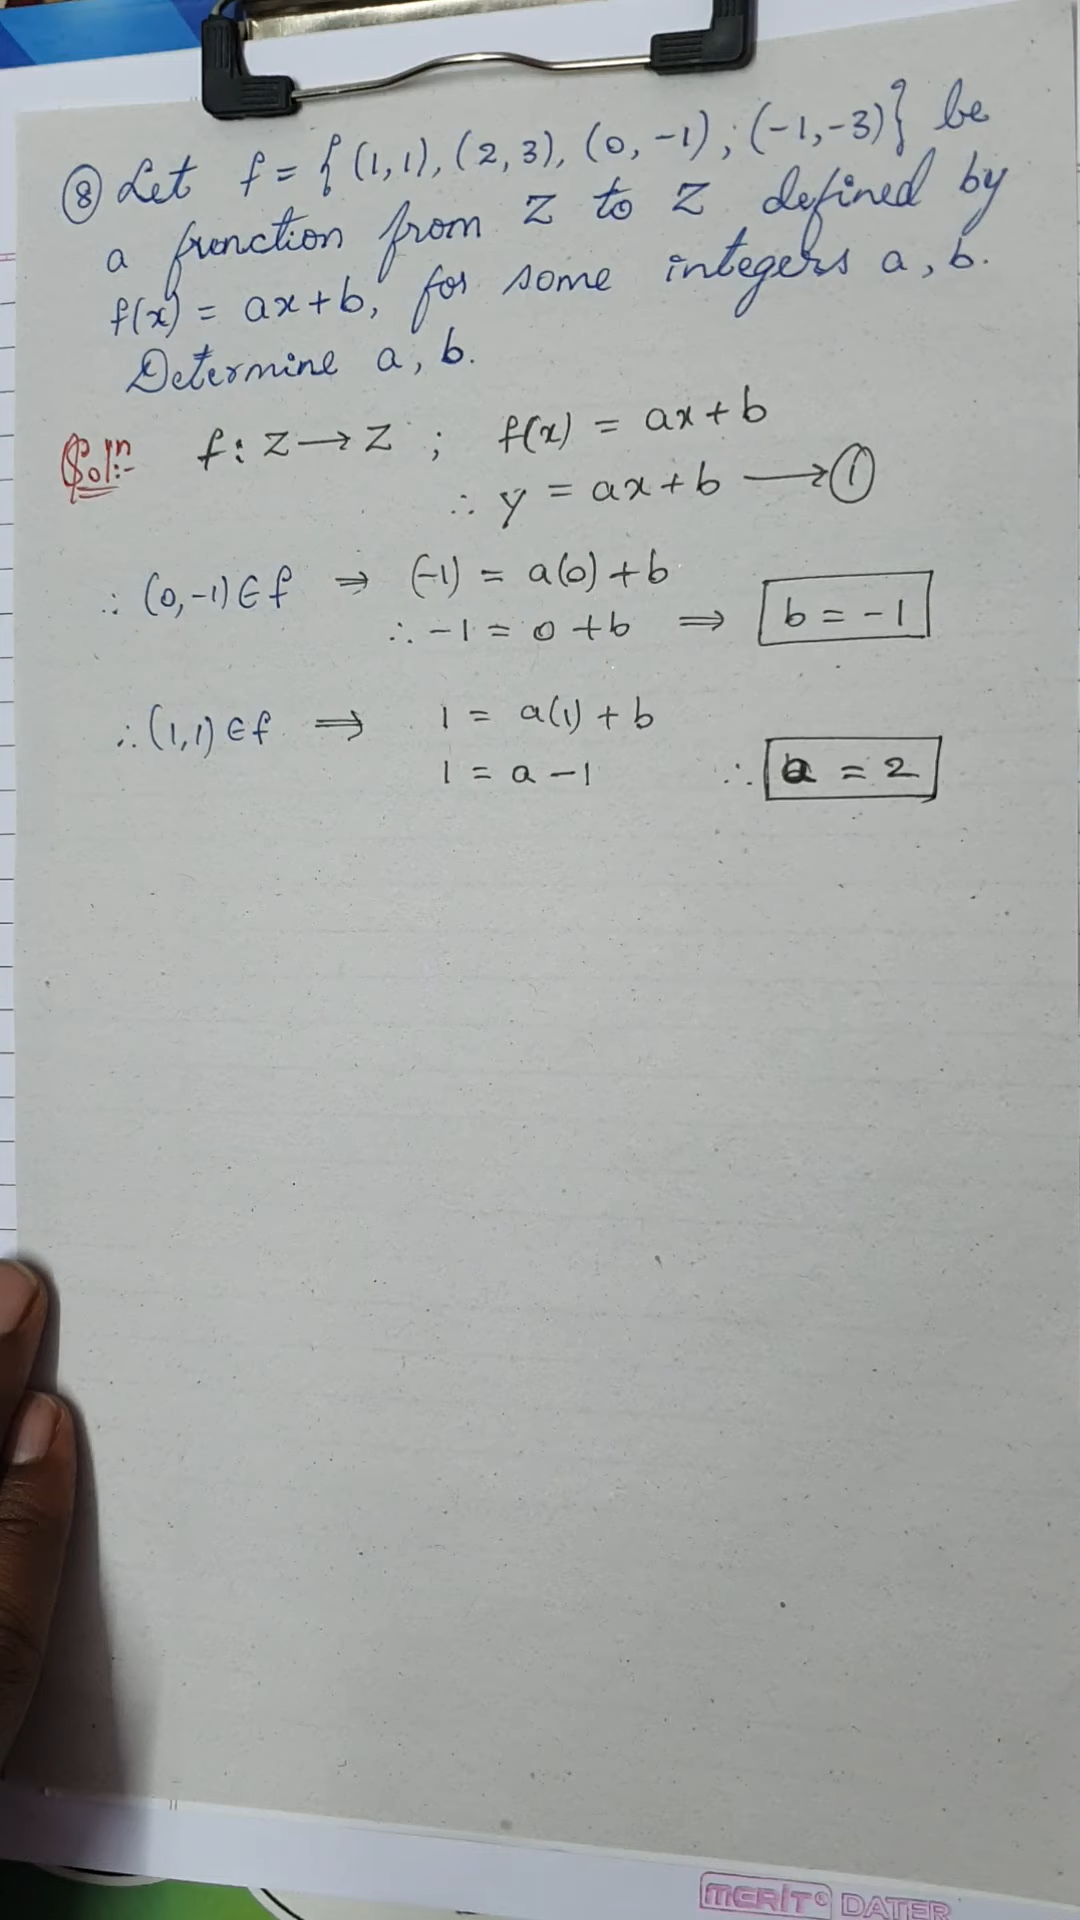 ⑧ Let f = { (1,1), (2,3), (0,-1), (-1,-3)} be
a function from Z to Z defined by
f(x) = ax+b, for some integers a, b.
Determine a, b.
Solⁿ:- f: Z → Z ; f(x) = ax+b
∴ y = ax+b ⟶ ①
∴ (0,-1) ∈ f ⇒ (-1) = a(0)+b
∴ -1 = 0+b ⇒ b = -1
∴ (1,1) ∈ f ⇒ 1 = a(1)+b
1 = a-1 ∴ a = 2
MERIT DATER